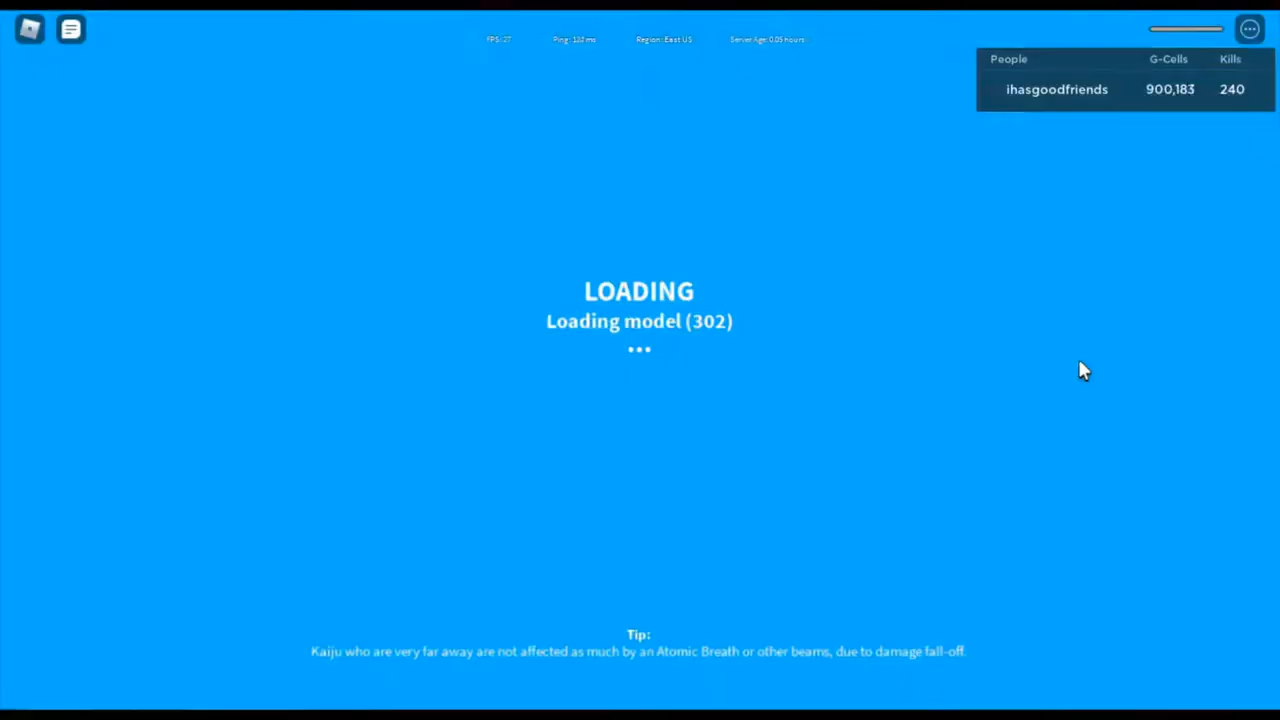 FPS: 27 Ping: 132 ms Region: East US Server Age: 0.05 hours
People G-Cells Kills
ihasgoodfriends 900,183 240
LOADING
Loading model (302)
•••
Tip:
Kaiju who are very far away are not affected as much by an Atomic Breath or other beams, due to damage fall-off.